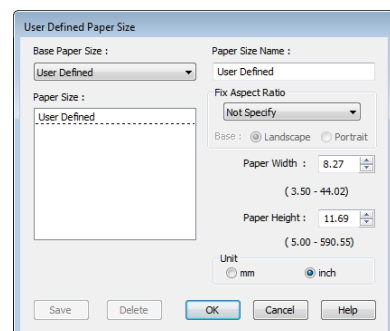 User Defined Paper Size
Base Paper Size :
User Defined
Paper Size :
User Defined
Paper Size Name :
User Defined
Fix Aspect Ratio
Not Specify
Base : Landscape Portrait
Paper Width : 8.27
( 3.50 - 44.02)
Paper Height : 11.69
( 5.00 - 590.55)
Unit
mm inch
Save Delete OK Cancel Help